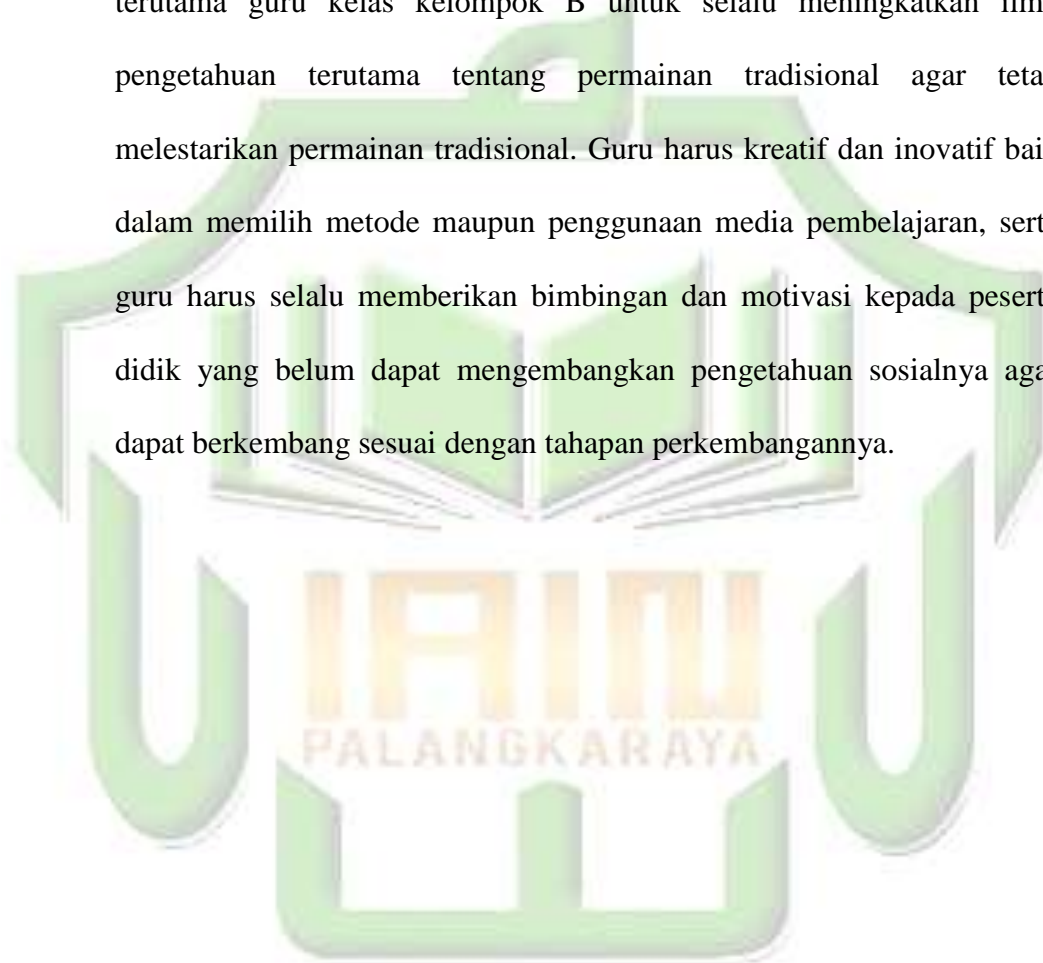 terutama guru kelas kelompok B untuk selalu meningkatkan ilm
pengetahuan terutama tentang permainan tradisional agar teta
melestarikan permainan tradisional. Guru harus kreatif dan inovatif bai
dalam memilih metode maupun penggunaan media pembelajaran, sert
guru harus selalu memberikan bimbingan dan motivasi kepada pesert
didik yang belum dapat mengembangkan pengetahuan sosialnya aga
dapat berkembang sesuai dengan tahapan perkembangannya.
IAIN
PALANGKARAYA